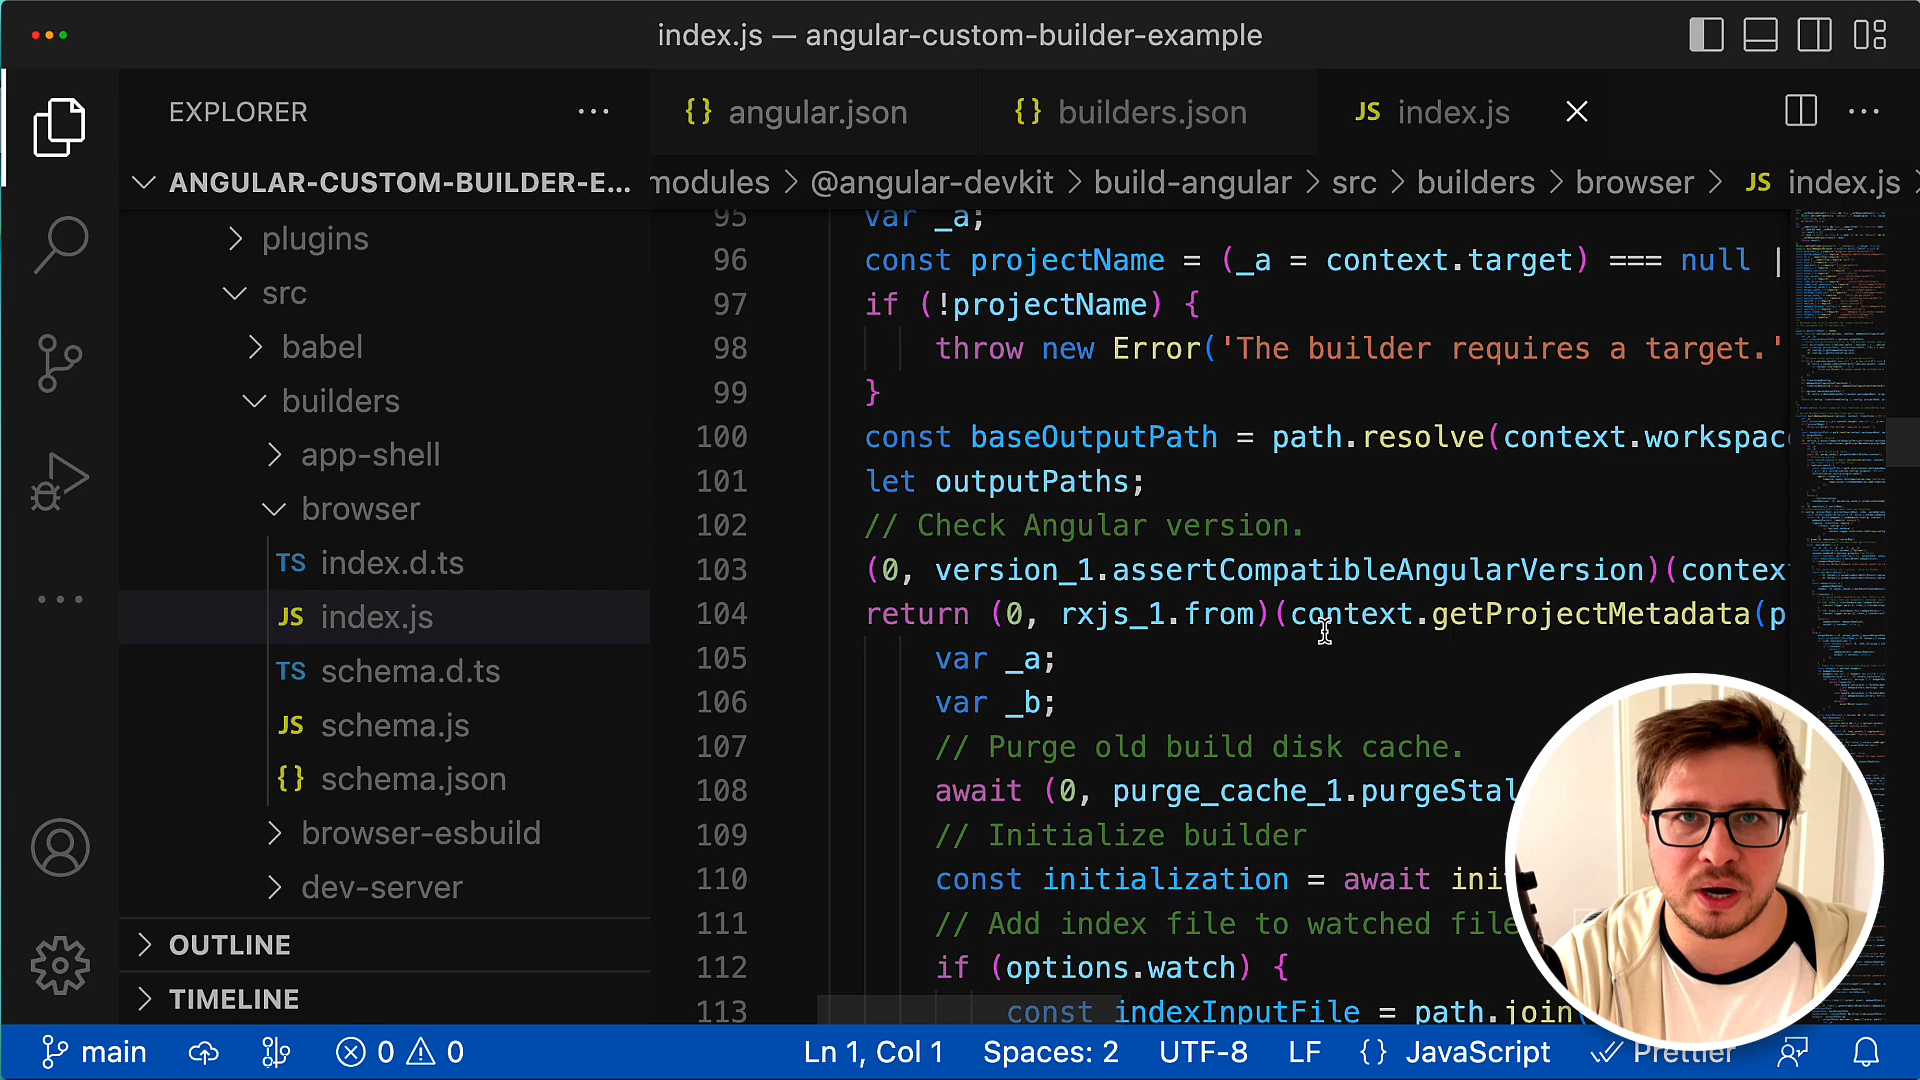 index.js — angular-custom-builder-example
EXPLORER
ANGULAR-CUSTOM-BUILDER-E...
plugins
src
babel
builders
app-shell
browser
TS index.d.ts
JS index.js
TS schema.d.ts
JS schema.js
{} schema.json
browser-esbuild
dev-server
OUTLINE
TIMELINE
{} angular.json
{} builders.json
JS index.js
modules > @angular-devkit > build-angular > src > builders > browser > JS index.js >
95 var _a;
96 const projectName = (_a = context.target) === null |
97 if (!projectName) {
98 throw new Error('The builder requires a target.'
99 }
100 const baseOutputPath = path.resolve(context.workspac
101 let outputPaths;
102 // Check Angular version.
103 (0, version_1.assertCompatibleAngularVersion)(contex
104 return (0, rxjs_1.from)(context.getProjectMetadata(p
105 var _a;
106 var _b;
107 // Purge old build disk cache.
108 await (0, purge_cache_1.purgeStal
109 // Initialize builder
110 const initialization = await ini
111 // Add index file to watched file
112 if (options.watch) {
113 const indexInputFile = path.join(
main 0 0 Ln 1, Col 1 Spaces: 2 UTF-8 LF {} JavaScript Prettier